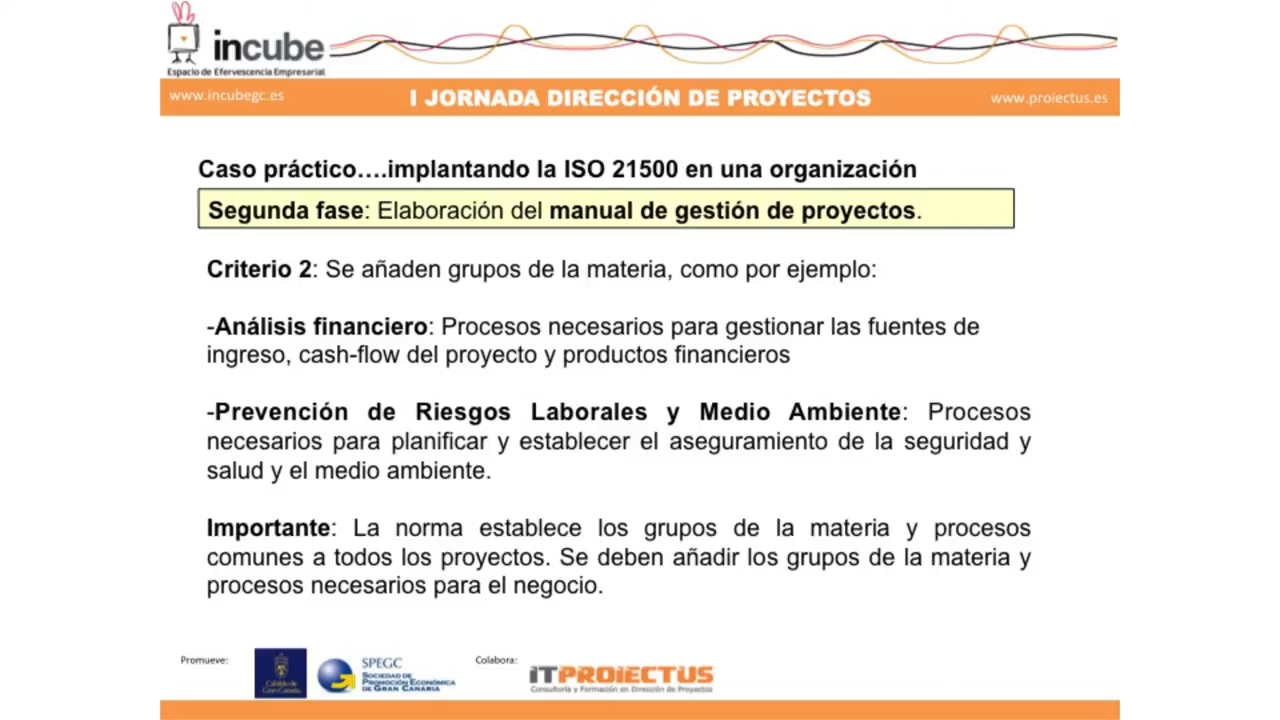 incube
Espacio de Efervescencia Empresarial
www.incubegc.es
I JORNADA DIRECCIÓN DE PROYECTOS
www.proiectus.es
Caso práctico....implantando la ISO 21500 en una organización
Segunda fase: Elaboración del manual de gestión de proyectos.
Criterio 2: Se añaden grupos de la materia, como por ejemplo:
-Análisis financiero: Procesos necesarios para gestionar las fuentes de
ingreso, cash-flow del proyecto y productos financieros
-Prevención de Riesgos Laborales y Medio Ambiente: Procesos
necesarios para planificar y establecer el aseguramiento de la seguridad y
salud y el medio ambiente.
Importante: La norma establece los grupos de la materia y procesos
comunes a todos los proyectos. Se deben añadir los grupos de la materia y
procesos necesarios para el negocio.
Promueve:
Cabildo de
Gran Canaria
SPEGC
SOCIEDAD DE
PROMOCIÓN ECONÓMICA
DE GRAN CANARIA
Colabora:
ITPROIECTUS
Consultoría y Formación en Dirección de Proyectos